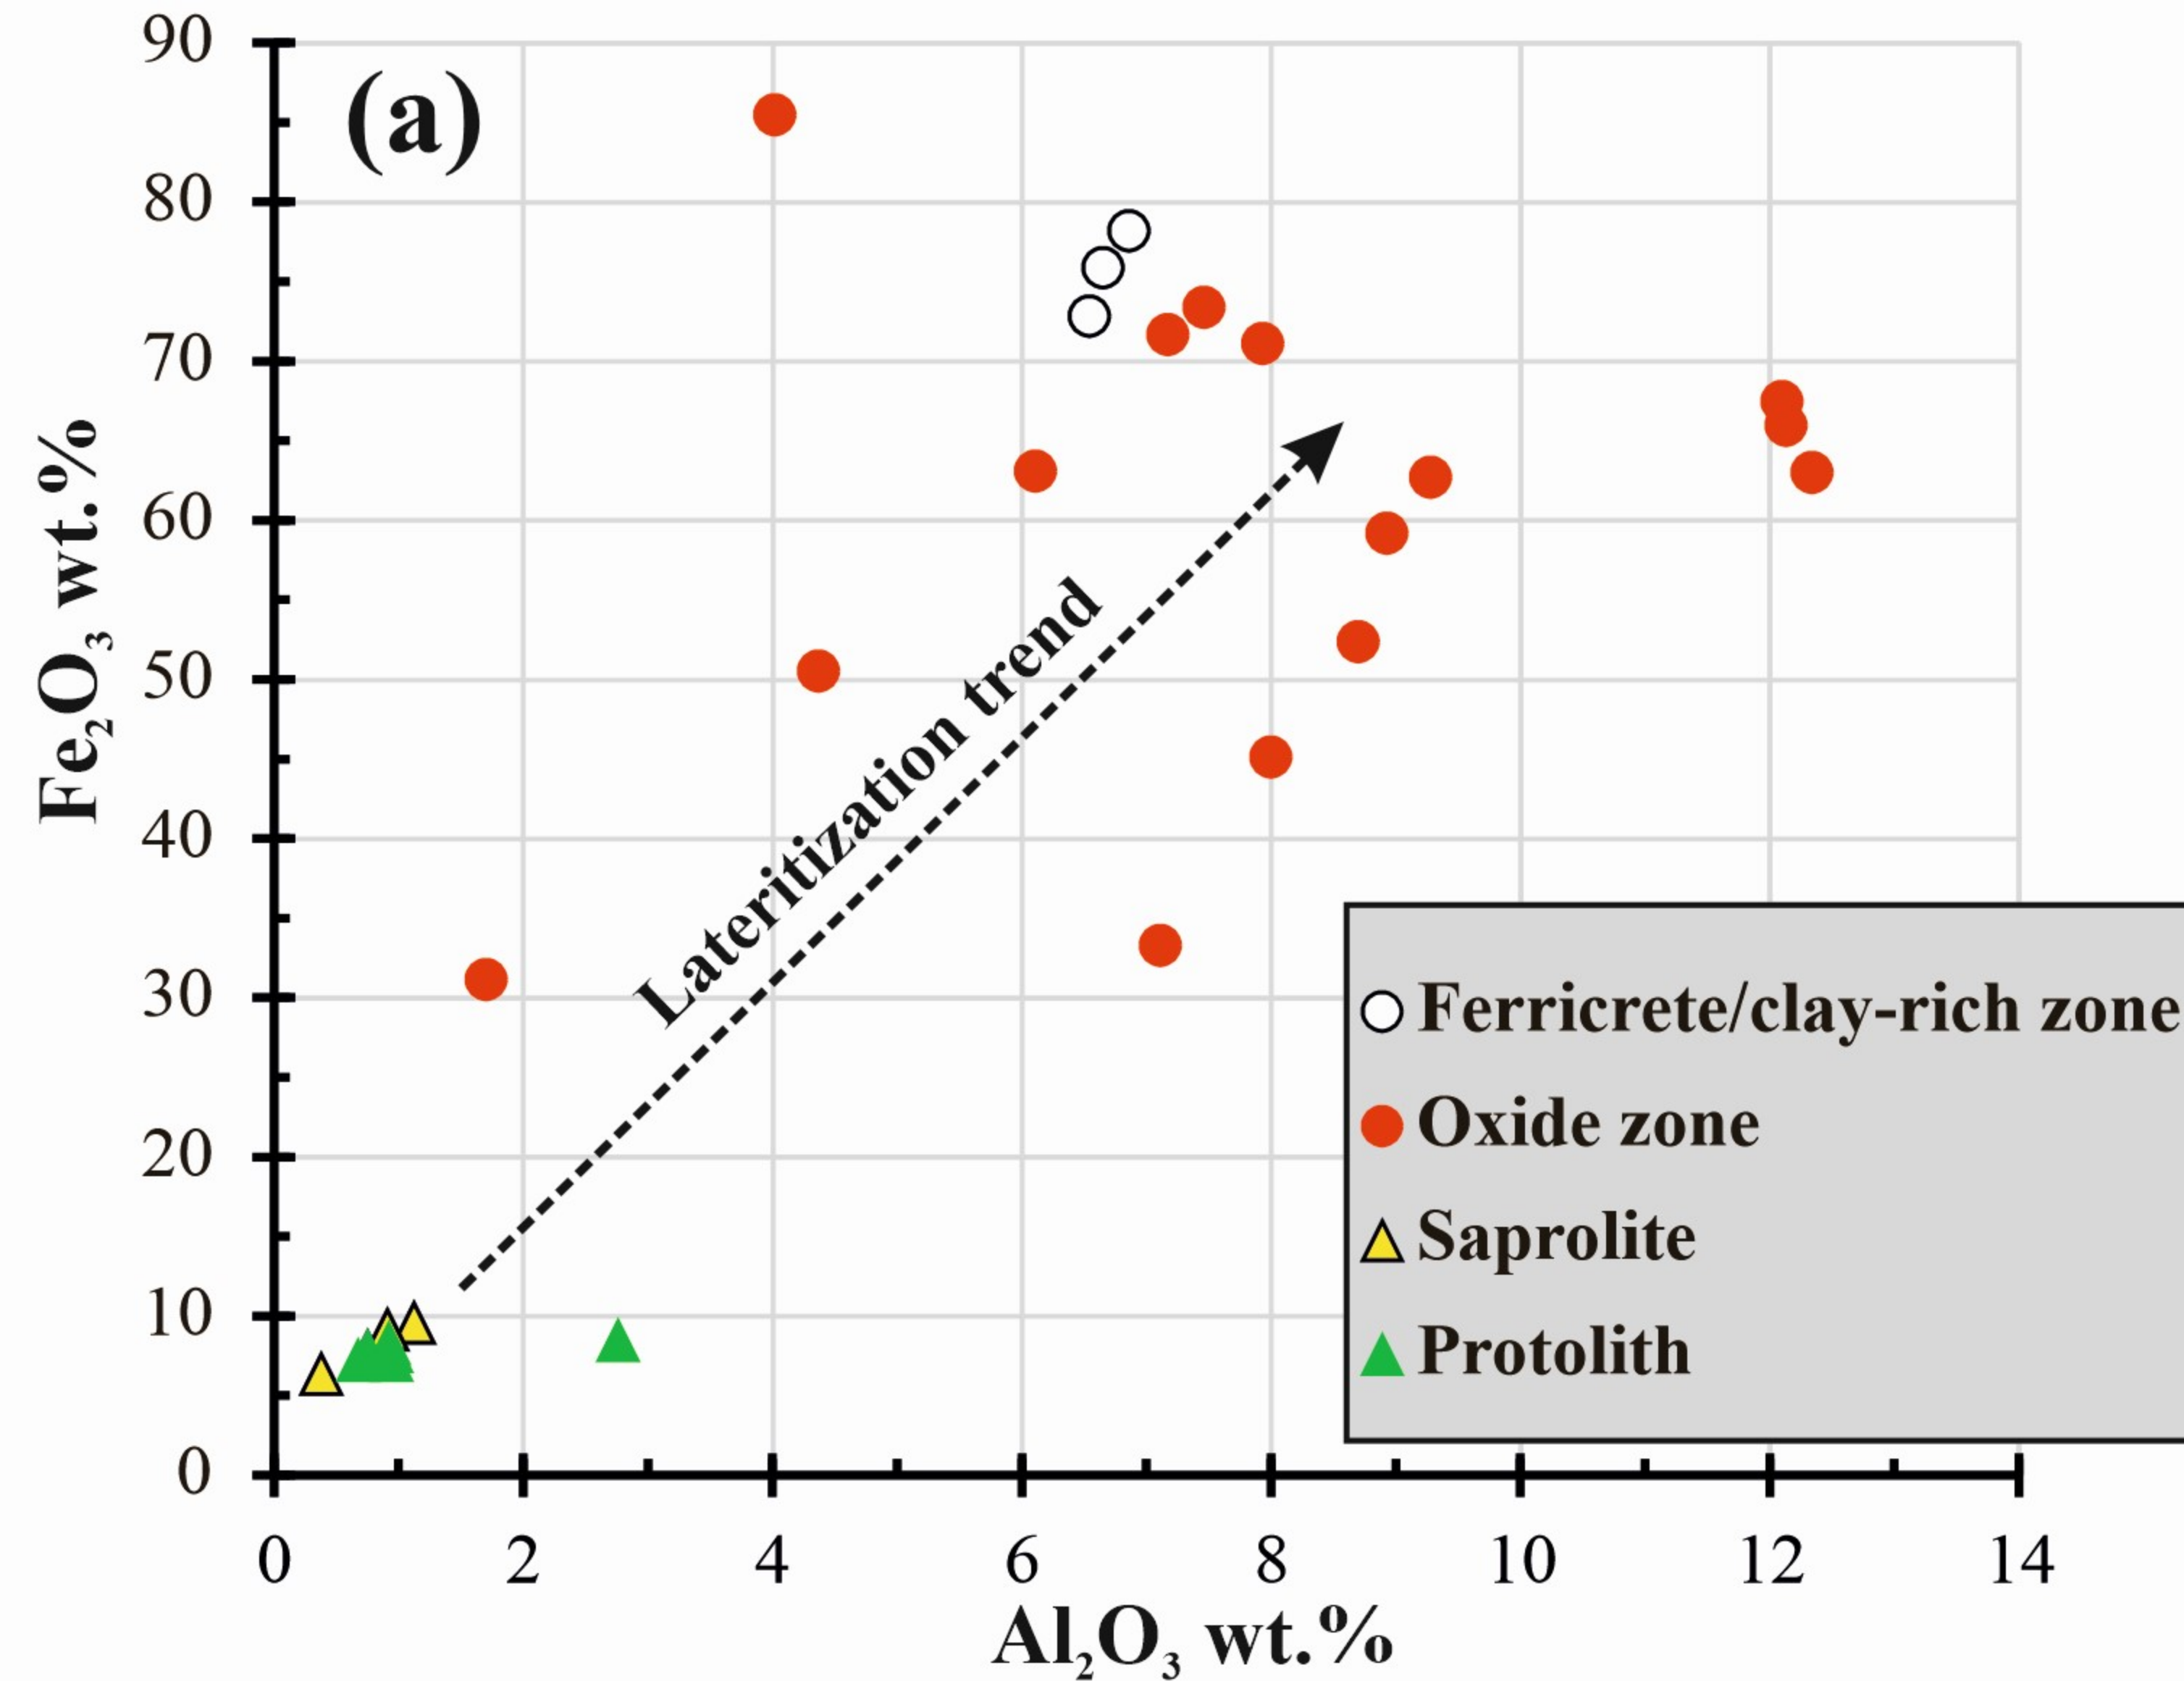 (a)
90
80
70
60
50
40
30
20
10
0
Fe₂O₃ wt.%
Lateritization trend
Ferricrete/clay-rich zone
Oxide zone
Saprolite
Protolith
0 2 4 6 8 10 12 14
Al₂O₃ wt.%